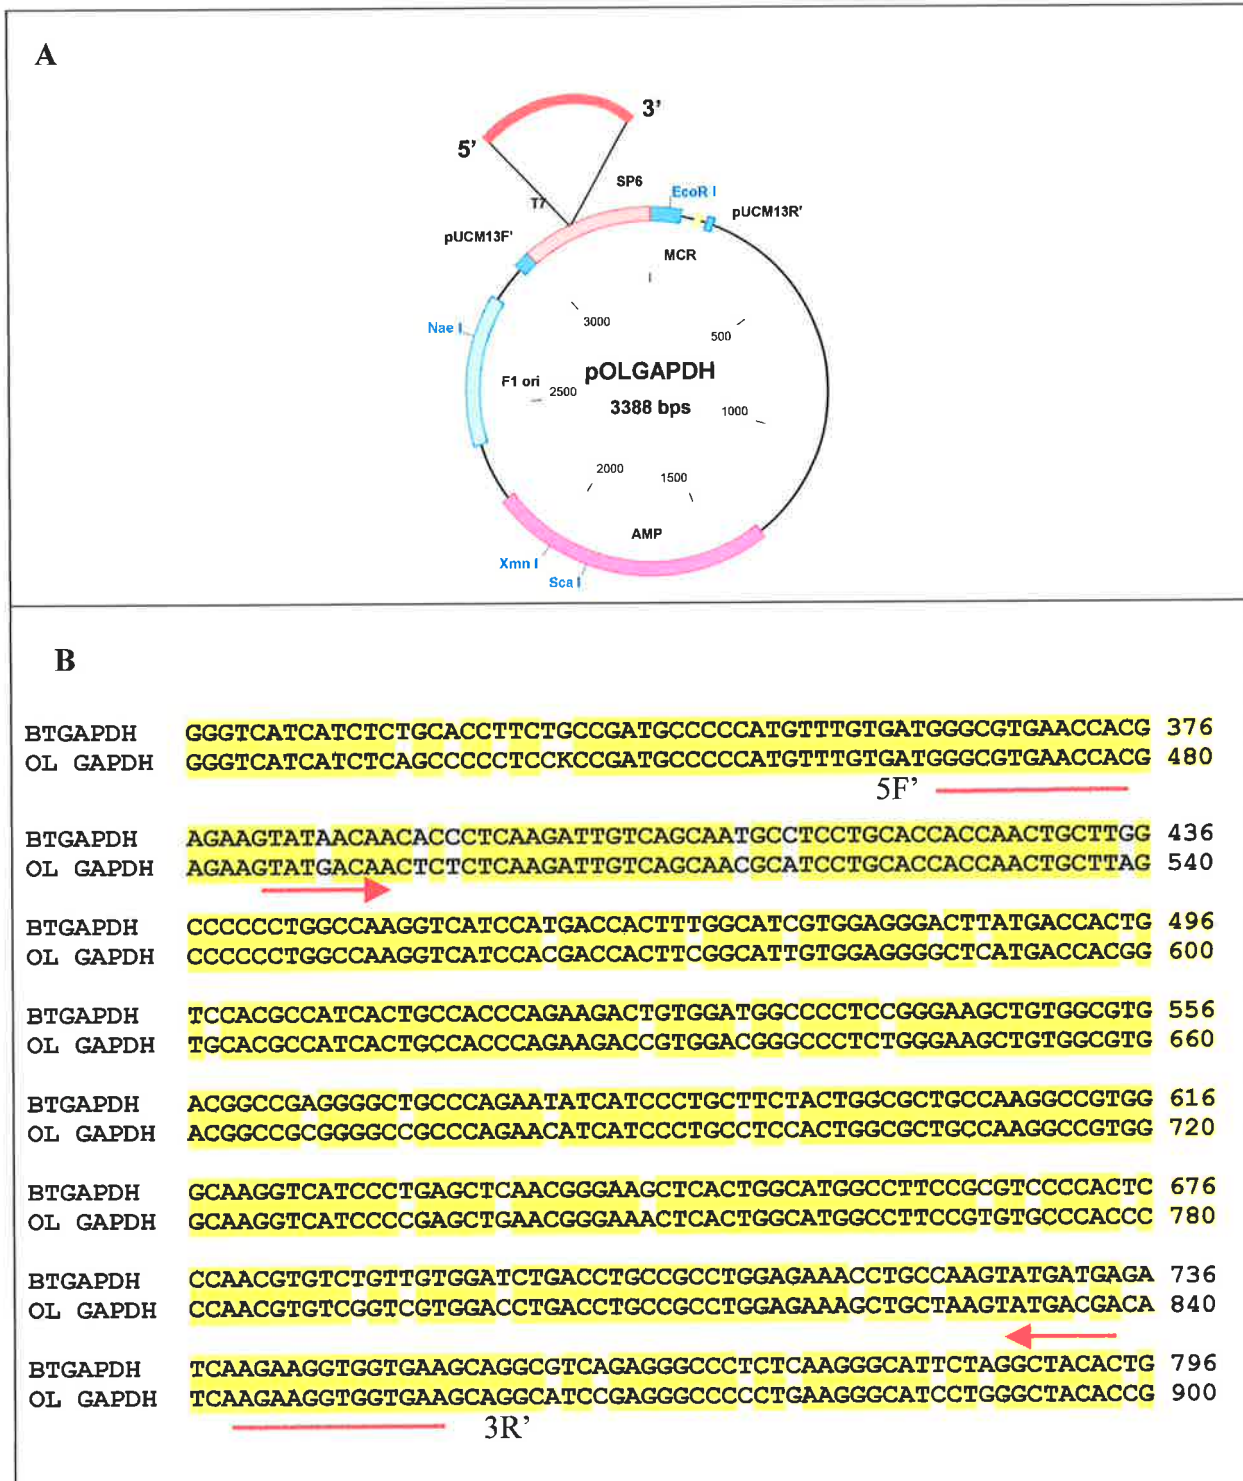 A
3'
5'
SP6
EcoR I
T7
pUCM13R'
pUCM13F'
MCR
3000
500
Nae I
pOLGAPDH
F1 ori
2500
3388 bps
1000
2000
1500
AMP
Xmn I
Sca I
B
BTGAPDH GGGTCATCATCTCTGCACCTTCTGCCGATGCCCCCATGTTTGTGATGGGCGTGAACCACG 376
OL GAPDH GGGTCATCATCTCAGCCCCCTCCKCCGATGCCCCCATGTTTGTGATGGGCGTGAACCACG 480
5F'
BTGAPDH AGAAGTATAACAACACCCTCAAGATTGTCAGCAATGCCTCCTGCACCACCAACTGCTTGG 436
OL GAPDH AGAAGTATGACAACTCTCTCAAGATTGTCAGCAACGCATCCTGCACCACCAACTGCTTAG 540
BTGAPDH CCCCCCTGGCCAAGGTCATCCATGACCACTTTGGCATCGTGGAGGGACTTATGACCACTG 496
OL GAPDH CCCCCCTGGCCAAGGTCATCCACGACCACTTCGGCATTGTGGAGGGGCTCATGACCACGG 600
BTGAPDH TCCACGCCATCACTGCCACCCAGAAGACTGTGGATGGCCCCTCCGGGAAGCTGTGGCGTG 556
OL GAPDH TGCACGCCATCACTGCCACCCAGAAGACCGTGGACGGGCCCTCTGGGAAGCTGTGGCGTG 660
BTGAPDH ACGGCCGAGGGGCTGCCCAGAATATCATCCCTGCTTCTACTGGCGCTGCCAAGGCCGTGG 616
OL GAPDH ACGGCCGCGGGGCCGCCCAGAACATCATCCCTGCCTCCACTGGCGCTGCCAAGGCCGTGG 720
BTGAPDH GCAAGGTCATCCCTGAGCTCAACGGGAAGCTCACTGGCATGGCCTTCCGCGTCCCCACTC 676
OL GAPDH GCAAGGTCATCCCCGAGCTGAACGGGAAACTCACTGGCATGGCCTTCCGTGTGCCCACCC 780
BTGAPDH CCAACGTGTCTGTTGTGGATCTGACCTGCCGCCTGGAGAAACCTGCCAAGTATGATGAGA 736
OL GAPDH CCAACGTGTCGGTCGTGGACCTGACCTGCCGCCTGGAGAAAGCTGCTAAGTATGACGACA 840
BTGAPDH TCAAGAAGGTGGTGAAGCAGGCGTCAGAGGGCCCTCTCAAGGGCATTCTAGGCTACACTG 796
OL GAPDH TCAAGAAGGTGGTGAAGCAGGCATCCGAGGGCCCCCTGAAGGGCATCCTGGGCTACACCG 900
3R'